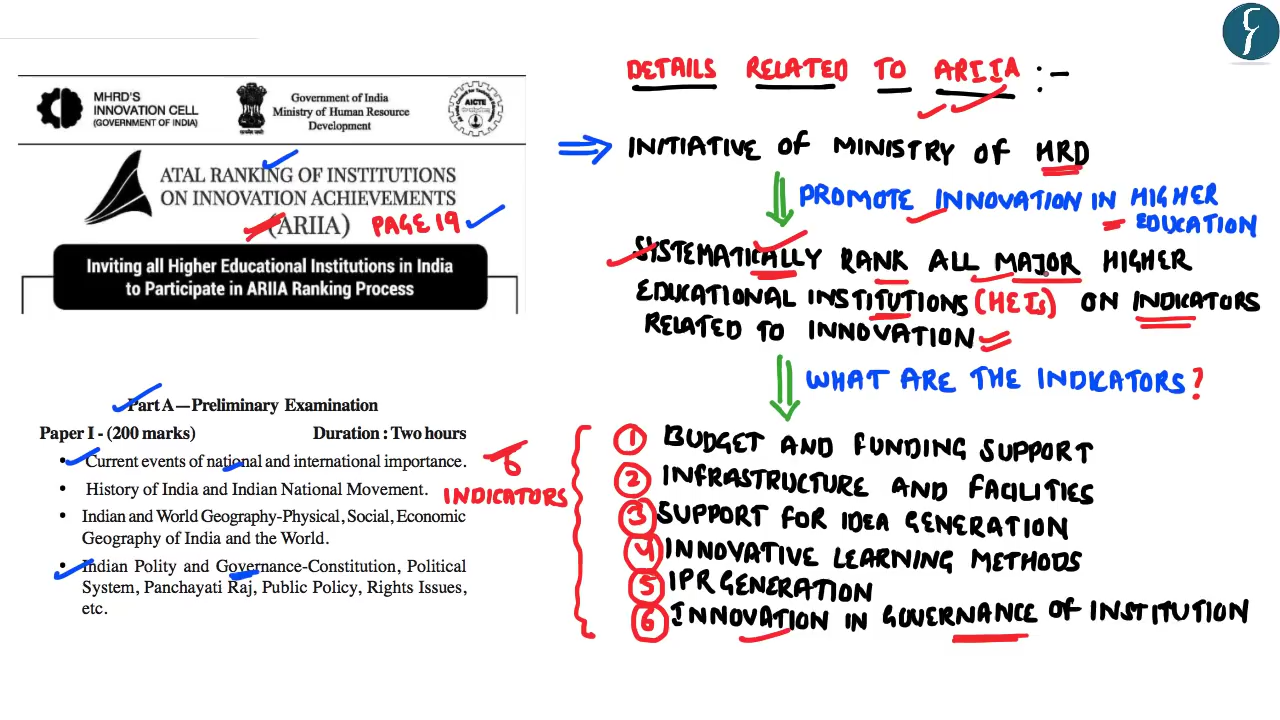 MHRD'S
INNOVATION CELL
(GOVERNMENT OF INDIA)
Government of India
Ministry of Human Resource
Development
AICTE
ATAL RANKING OF INSTITUTIONS
ON INNOVATION ACHIEVEMENTS
(ARIIA) PAGE 19
Inviting all Higher Educational Institutions in India
to Participate in ARIIA Ranking Process
Part A—Preliminary Examination
Paper I - (200 marks) Duration : Two hours
• Current events of national and international importance.
• History of India and Indian National Movement.
• Indian and World Geography-Physical, Social, Economic
Geography of India and the World.
• Indian Polity and Governance-Constitution, Political
System, Panchayati Raj, Public Policy, Rights Issues,
etc.
DETAILS RELATED TO ARIIA :-
⇒ INITIATIVE OF MINISTRY OF HRD
PROMOTE INNOVATION IN HIGHER
EDUCATION
SYSTEMATICALLY RANK ALL MAJOR HIGHER
EDUCATIONAL INSTITUTIONS (HEIs) ON INDICATORS
RELATED TO INNOVATION
WHAT ARE THE INDICATORS?
6
INDICATORS
1 BUDGET AND FUNDING SUPPORT
2 INFRASTRUCTURE AND FACILITIES
3 SUPPORT FOR IDEA GENERATION
4 INNOVATIVE LEARNING METHODS
5 IPR GENERATION
6 INNOVATION IN GOVERNANCE OF INSTITUTION